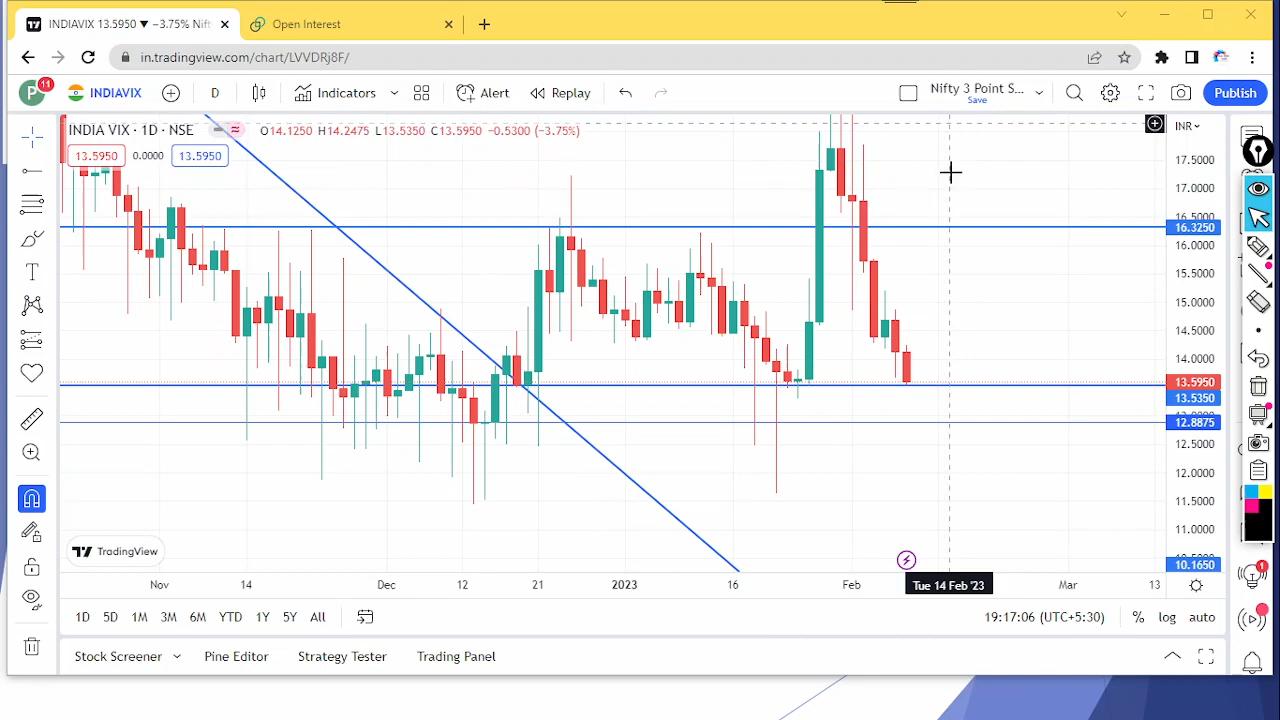 INDIAVIX 13.5950 ▼ −3.75% Nift
Open Interest
in.tradingview.com/chart/LVVDRj8F/
P
11
INDIAVIX
D
Indicators
Alert
Replay
Nifty 3 Point S...
Save
Publish
INDIA VIX · 1D · NSE
O14.1250 H14.2475 L13.5350 C13.5950 −0.5300 (−3.75%)
INR
13.5950
0.0000
13.5950
17.5000
17.0000
16.5000
16.3250
16.0000
15.5000
15.0000
14.5000
14.0000
13.5950
13.5350
12.8875
12.5000
12.0000
11.5000
11.0000
10.1650
TradingView
Nov
14
Dec
12
21
2023
16
Feb
Tue 14 Feb '23
Mar
13
1D
5D
1M
3M
6M
YTD
1Y
5Y
All
19:17:06 (UTC+5:30)
%
log
auto
1
Stock Screener
Pine Editor
Strategy Tester
Trading Panel